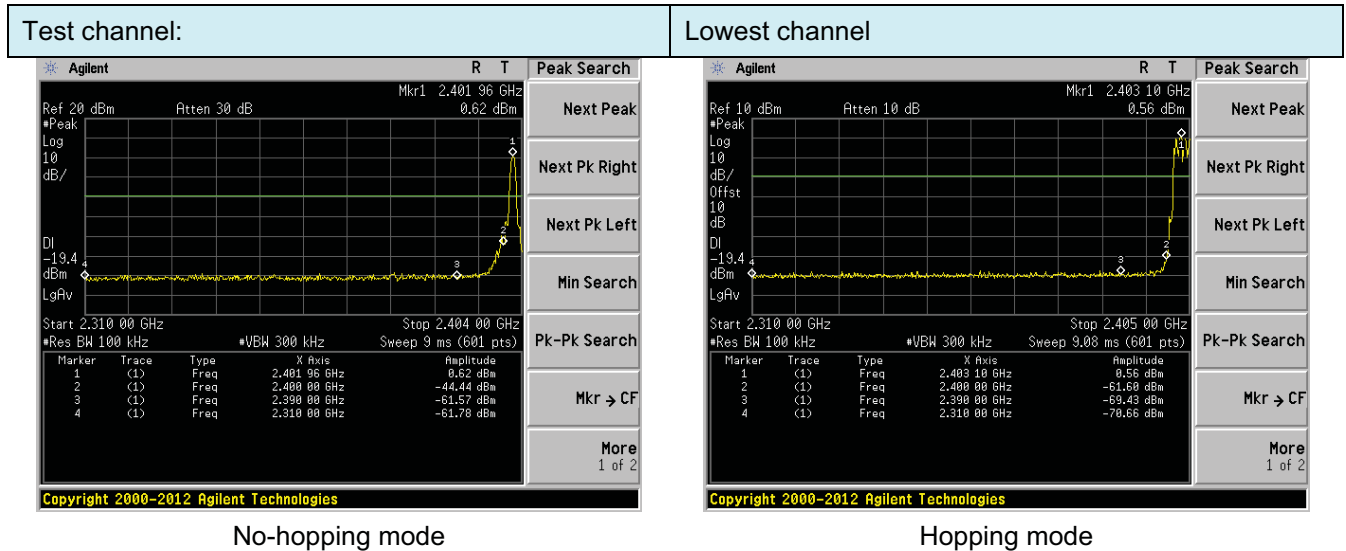 Test channel:
Lowest channel
Agilent
R T
Peak Search
Mkr1 2.401 96 GHz
Ref 20 dBm
Atten 30 dB
0.62 dBm
#Peak
Log
10
dB/
DI
-19.4
dBm
LgAv
1
2
3
4
Start 2.310 00 GHz
Stop 2.404 00 GHz
#Res BW 100 kHz
#VBW 300 kHz
Sweep 9 ms (601 pts)
Marker Trace Type X Axis Amplitude
1 (1) Freq 2.401 96 GHz 0.62 dBm
2 (1) Freq 2.400 00 GHz -44.44 dBm
3 (1) Freq 2.390 00 GHz -61.57 dBm
4 (1) Freq 2.310 00 GHz -61.78 dBm
Next Peak
Next Pk Right
Next Pk Left
Min Search
Pk-Pk Search
Mkr → CF
More
1 of 2
Copyright 2000-2012 Agilent Technologies
No-hopping mode
Agilent
R T
Peak Search
Mkr1 2.403 10 GHz
Ref 10 dBm
Atten 10 dB
0.56 dBm
#Peak
Log
10
dB/
Offst
10
dB
DI
-19.4
dBm
LgAv
1
2
3
4
Start 2.310 00 GHz
Stop 2.405 00 GHz
#Res BW 100 kHz
#VBW 300 kHz
Sweep 9.08 ms (601 pts)
Marker Trace Type X Axis Amplitude
1 (1) Freq 2.403 10 GHz 0.56 dBm
2 (1) Freq 2.400 00 GHz -61.60 dBm
3 (1) Freq 2.390 00 GHz -69.43 dBm
4 (1) Freq 2.310 00 GHz -70.66 dBm
Next Peak
Next Pk Right
Next Pk Left
Min Search
Pk-Pk Search
Mkr → CF
More
1 of 2
Copyright 2000-2012 Agilent Technologies
Hopping mode